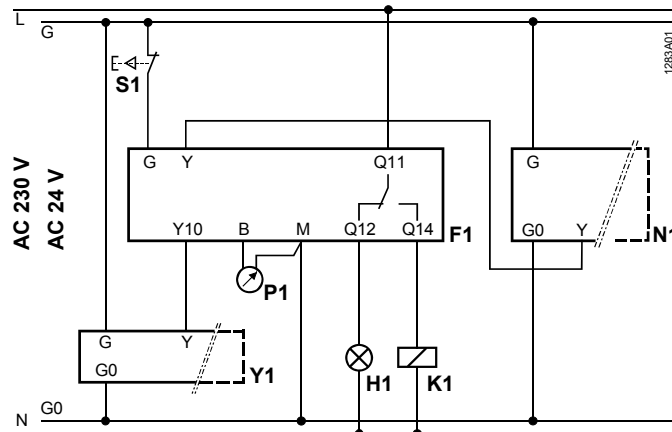 L
G
1283A01
S1
AC 230 V
AC 24 V
G Y Q11
G
Y10 B M Q12 Q14
F1
G0 Y
N1
P1
G Y
G0
Y1
H1
K1
N G0